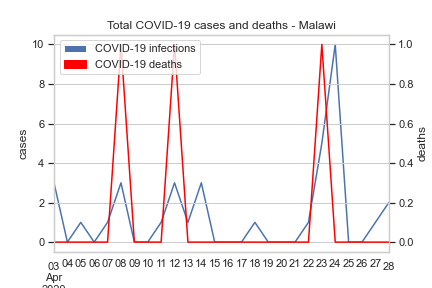 Total COVID-19 cases and deaths - Malawi
COVID-19 infections
COVID-19 deaths
cases
10
8
6
4
2
0
deaths
1.0
0.8
0.6
0.4
0.2
0.0
03 04 05 06 07 08 09 10 11 12 13 14 15 16 17 18 19 20 21 22 23 24 25 26 27 28
Apr
2020